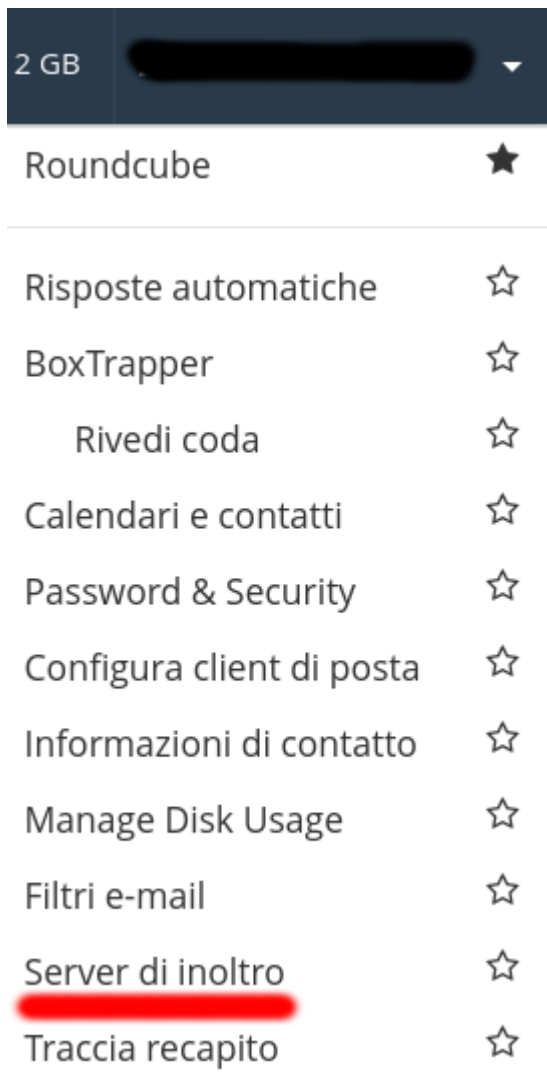 2 GB
Roundcube
Risposte automatiche
BoxTrapper
Rivedi coda
Calendari e contatti
Password & Security
Configura client di posta
Informazioni di contatto
Manage Disk Usage
Filtri e-mail
Server di inoltro
Traccia recapito